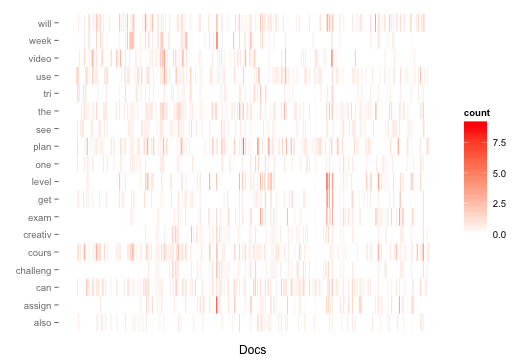 will
week
video
use
tri
the
see
plan
one
level
get
exam
creativ
cours
challeng
can
assign
also
Docs
count
7.5
5.0
2.5
0.0